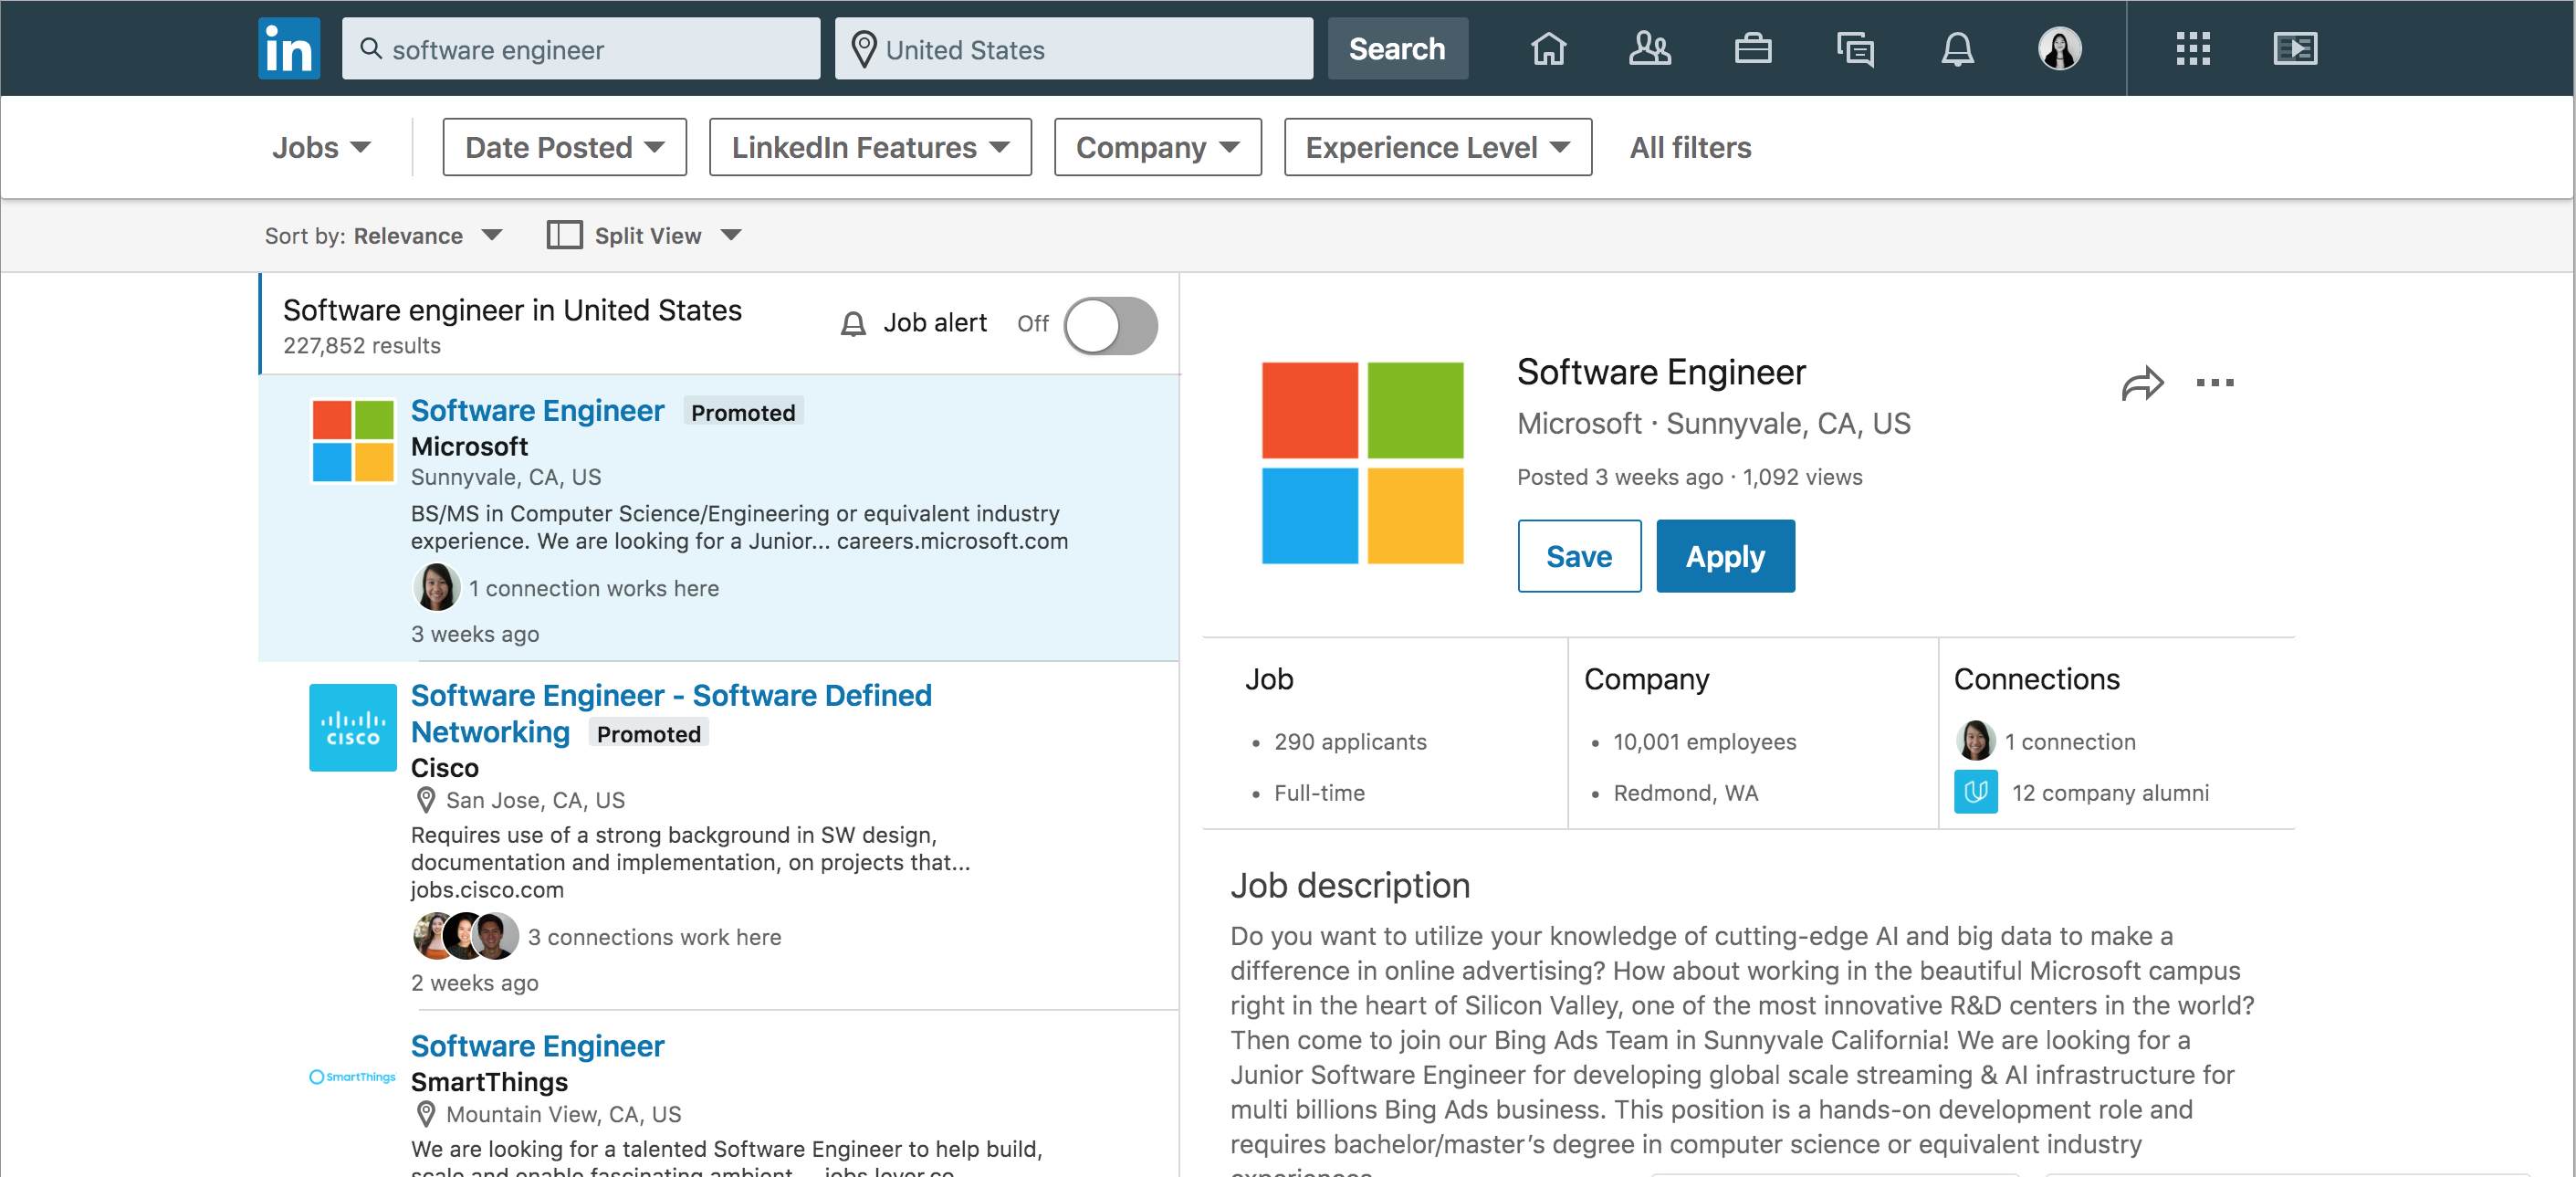 in software engineer United States Search
Jobs Date Posted LinkedIn Features Company Experience Level All filters
Sort by: Relevance Split View
Software engineer in United States
227,852 results
Job alert Off
Software Engineer Promoted
Microsoft
Sunnyvale, CA, US
BS/MS in Computer Science/Engineering or equivalent industry
experience. We are looking for a Junior... careers.microsoft.com
1 connection works here
3 weeks ago
CISCO
Software Engineer - Software Defined
Networking Promoted
Cisco
San Jose, CA, US
Requires use of a strong background in SW design,
documentation and implementation, on projects that...
jobs.cisco.com
3 connections work here
2 weeks ago
SmartThings
Software Engineer
SmartThings
Mountain View, CA, US
We are looking for a talented Software Engineer to help build,
scale and enable fascinating ambient... jobs.lever.co
Software Engineer
Microsoft · Sunnyvale, CA, US
Posted 3 weeks ago · 1,092 views
Save Apply
Job
• 290 applicants
• Full-time
Company
• 10,001 employees
• Redmond, WA
Connections
1 connection
12 company alumni
Job description
Do you want to utilize your knowledge of cutting-edge AI and big data to make a
difference in online advertising? How about working in the beautiful Microsoft campus
right in the heart of Silicon Valley, one of the most innovative R&D centers in the world?
Then come to join our Bing Ads Team in Sunnyvale California! We are looking for a
Junior Software Engineer for developing global scale streaming & AI infrastructure for
multi billions Bing Ads business. This position is a hands-on development role and
requires bachelor/master’s degree in computer science or equivalent industry
experiences